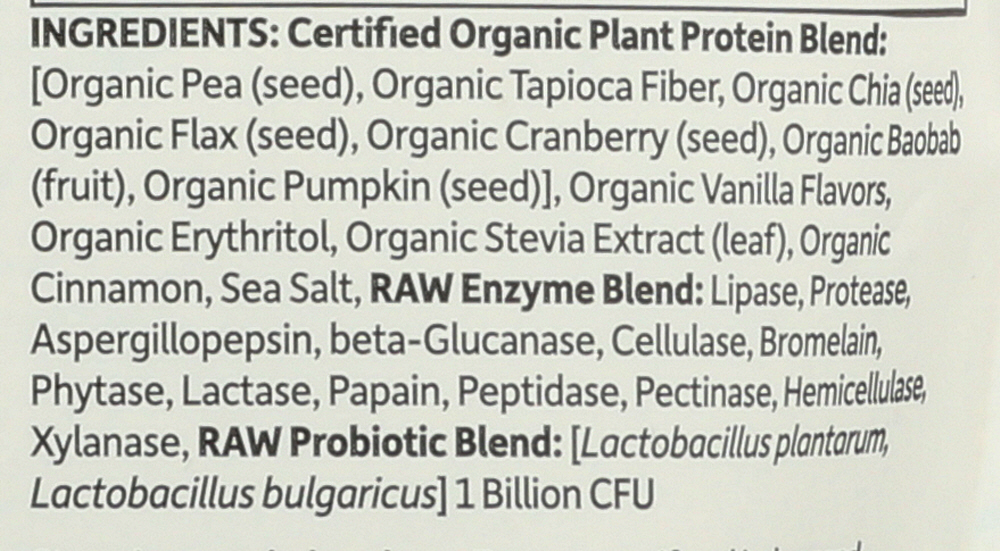 INGREDIENTS: Certified Organic Plant Protein Blend:
[Organic Pea (seed), Organic Tapioca Fiber, Organic Chia (seed),
Organic Flax (seed), Organic Cranberry (seed), Organic Baobab
(fruit), Organic Pumpkin (seed)], Organic Vanilla Flavors,
Organic Erythritol, Organic Stevia Extract (leaf), Organic
Cinnamon, Sea Salt, RAW Enzyme Blend: Lipase, Protease,
Aspergillopepsin, beta-Glucanase, Cellulase, Bromelain,
Phytase, Lactase, Papain, Peptidase, Pectinase, Hemicellulase,
Xylanase, RAW Probiotic Blend: [Lactobacillus plantarum,
Lactobacillus bulgaricus] 1 Billion CFU